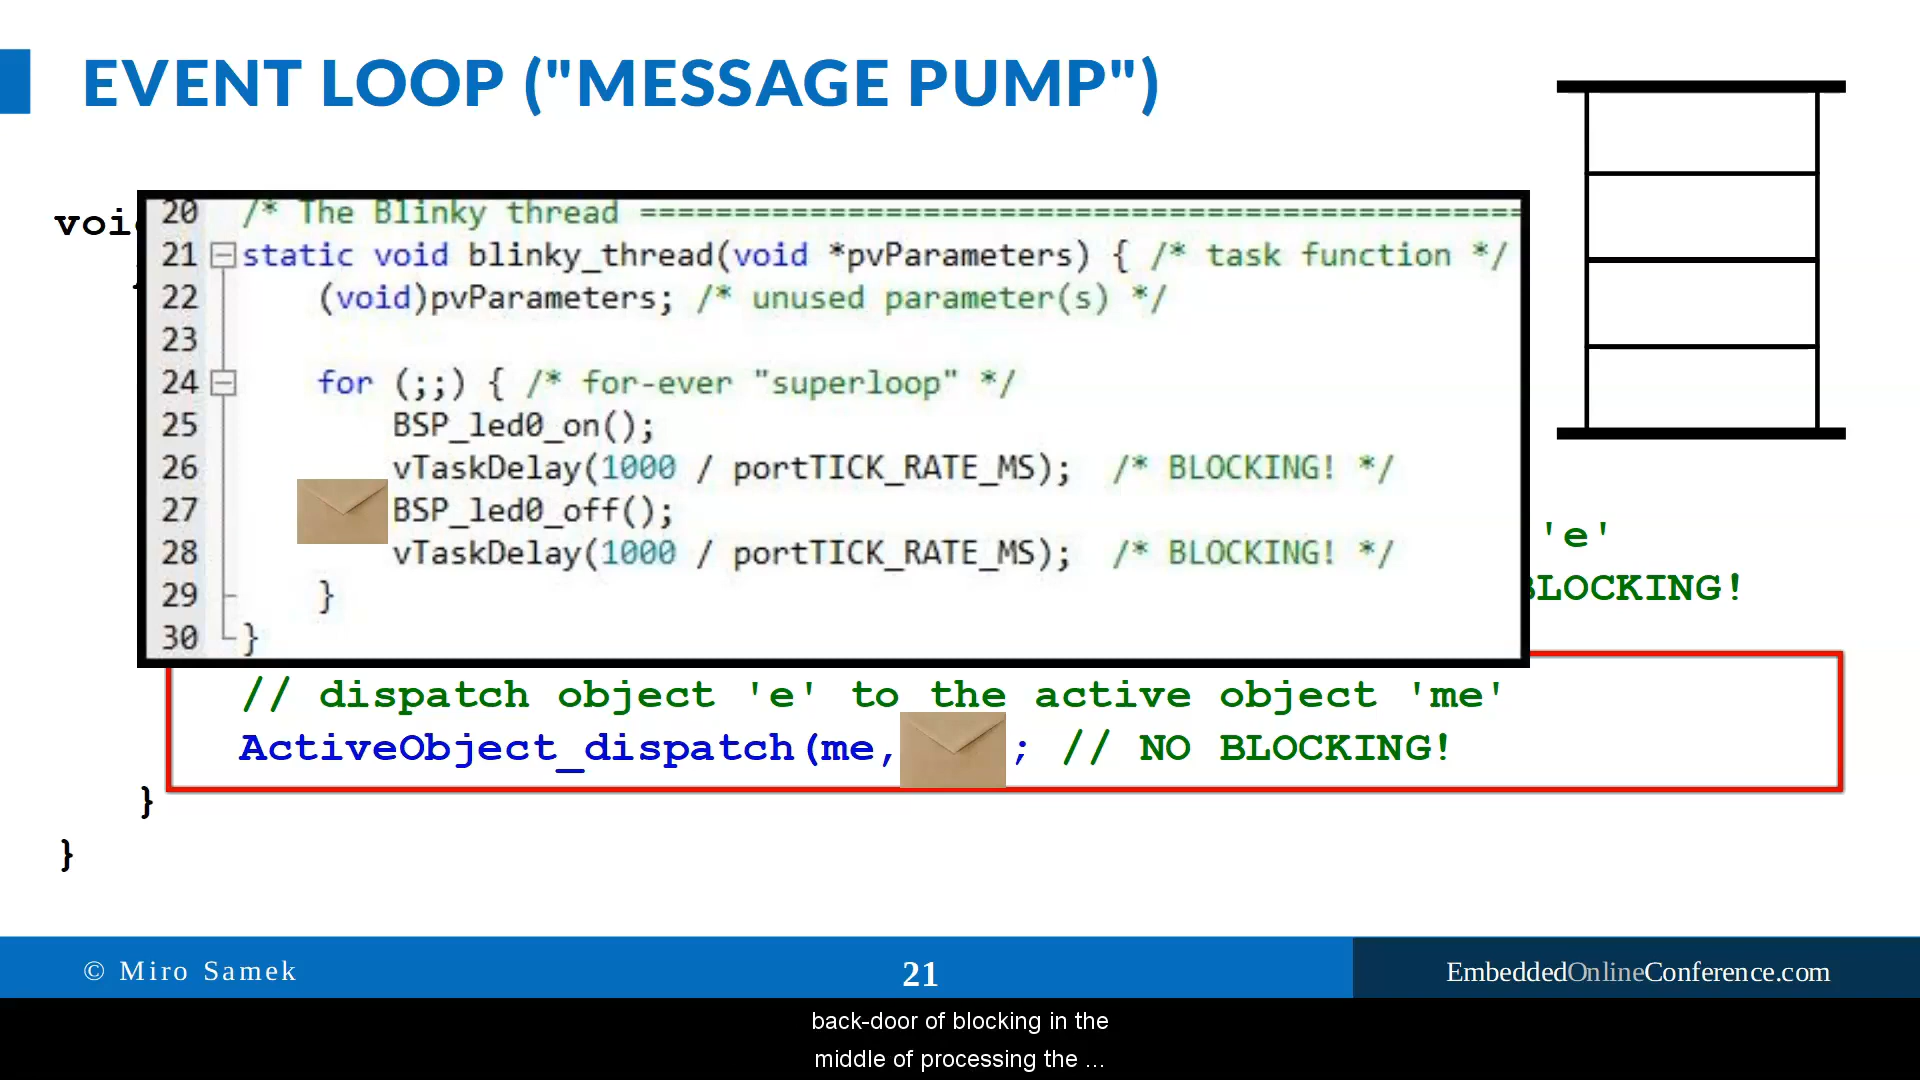 EVENT LOOP ("MESSAGE PUMP")
voi
20 /* The Blinky thread ==========================================
21 static void blinky_thread(void *pvParameters) { /* task function */
22 (void)pvParameters; /* unused parameter(s) */
23
24 for (;;) { /* for-ever "superloop" */
25 BSP_led0_on();
26 vTaskDelay(1000 / portTICK_RATE_MS); /* BLOCKING! */
27 BSP_led0_off();
28 vTaskDelay(1000 / portTICK_RATE_MS); /* BLOCKING! */
29 }
30 }
'e'
BLOCKING!
// dispatch object 'e' to the active object 'me'
ActiveObject_dispatch(me, ; // NO BLOCKING!
}
}
© Miro Samek
21
EmbeddedOnlineConference.com
back-door of blocking in the
middle of processing the ...